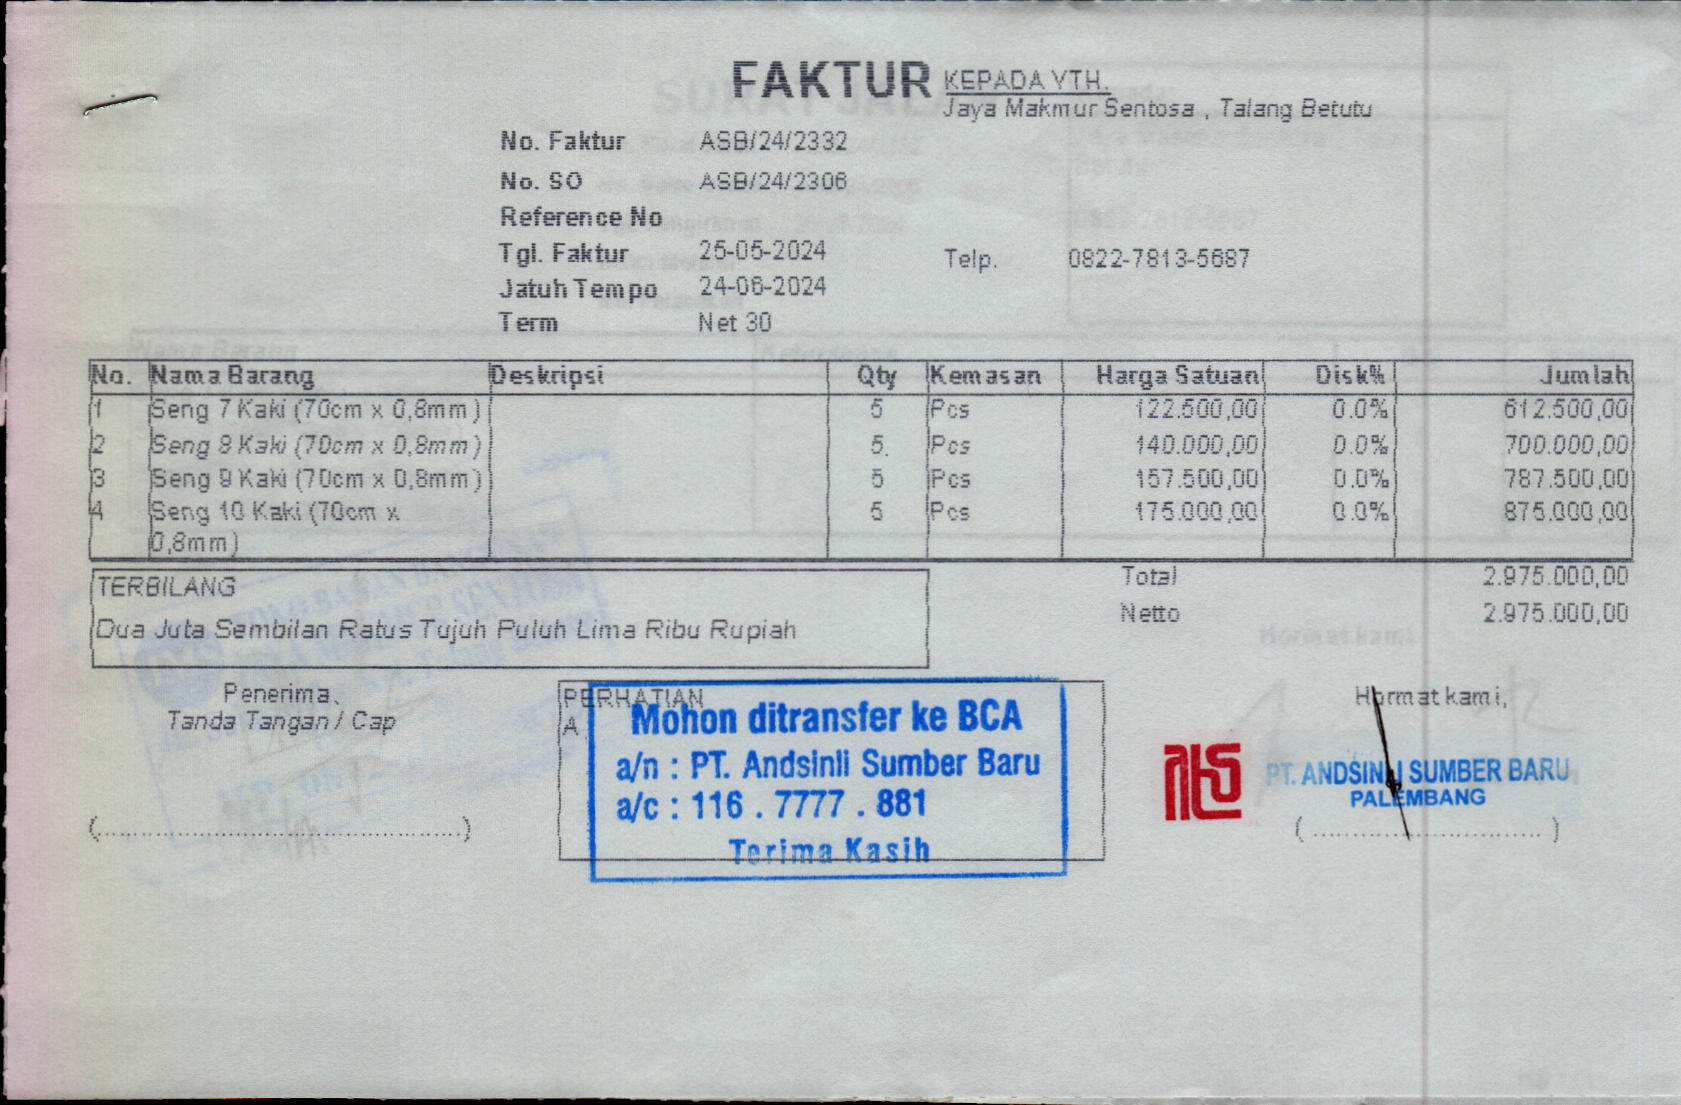 FAKTUR
KEPADA YTH.
Jaya Makmur Sentosa , Talang Betutu
No. Faktur ASB/24/2332
No. SO ASB/24/2306
Reference No
Tgl. Faktur 25-05-2024
Telp. 0822-7813-5687
Jatuh Tempo 24-06-2024
Term Net 30
No. Nama Barang Deskripsi Qty Kemasan Harga Satuan Disk% Jumlah
1 Seng 7 Kaki (70cm x 0,8mm) 5 Pcs 122.500,00 0.0% 612.500,00
2 Seng 8 Kaki (70cm x 0,8mm) 5 Pcs 140.000,00 0.0% 700.000,00
3 Seng 9 Kaki (70cm x 0,8mm) 5 Pcs 157.500,00 0.0% 787.500,00
4 Seng 10 Kaki (70cm x 5 Pcs 175.000,00 0.0% 875.000,00
0,8mm)
TERBILANG
Dua Juta Sembilan Ratus Tujuh Puluh Lima Ribu Rupiah
Total 2.975.000,00
Netto 2.975.000,00
Penerima,
Tanda Tangan / Cap
(..................................................)
PERHATIAN
A
Mohon ditransfer ke BCA
a/n : PT. Andsinli Sumber Baru
a/c : 116 . 7777 . 881
Terima Kasih
Hormat kami,
PT. ANDSINLI SUMBER BARU
PALEMBANG
( ............................... )